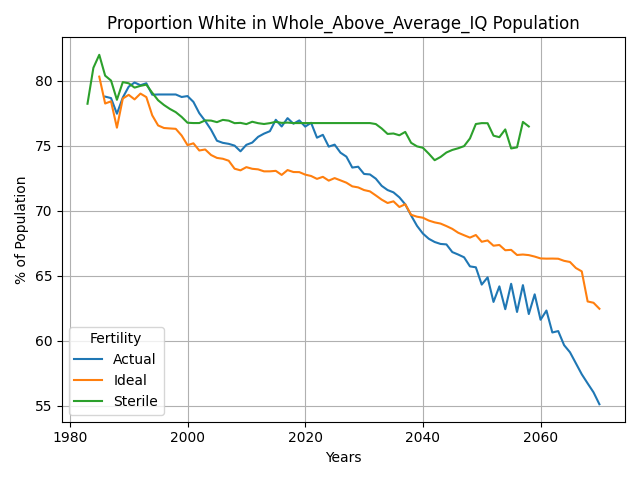 Proportion White in Whole_Above_Average_IQ Population
% of Population
80
75
70
65
60
55
Fertility
Actual
Ideal
Sterile
1980
2000
2020
2040
2060
Years